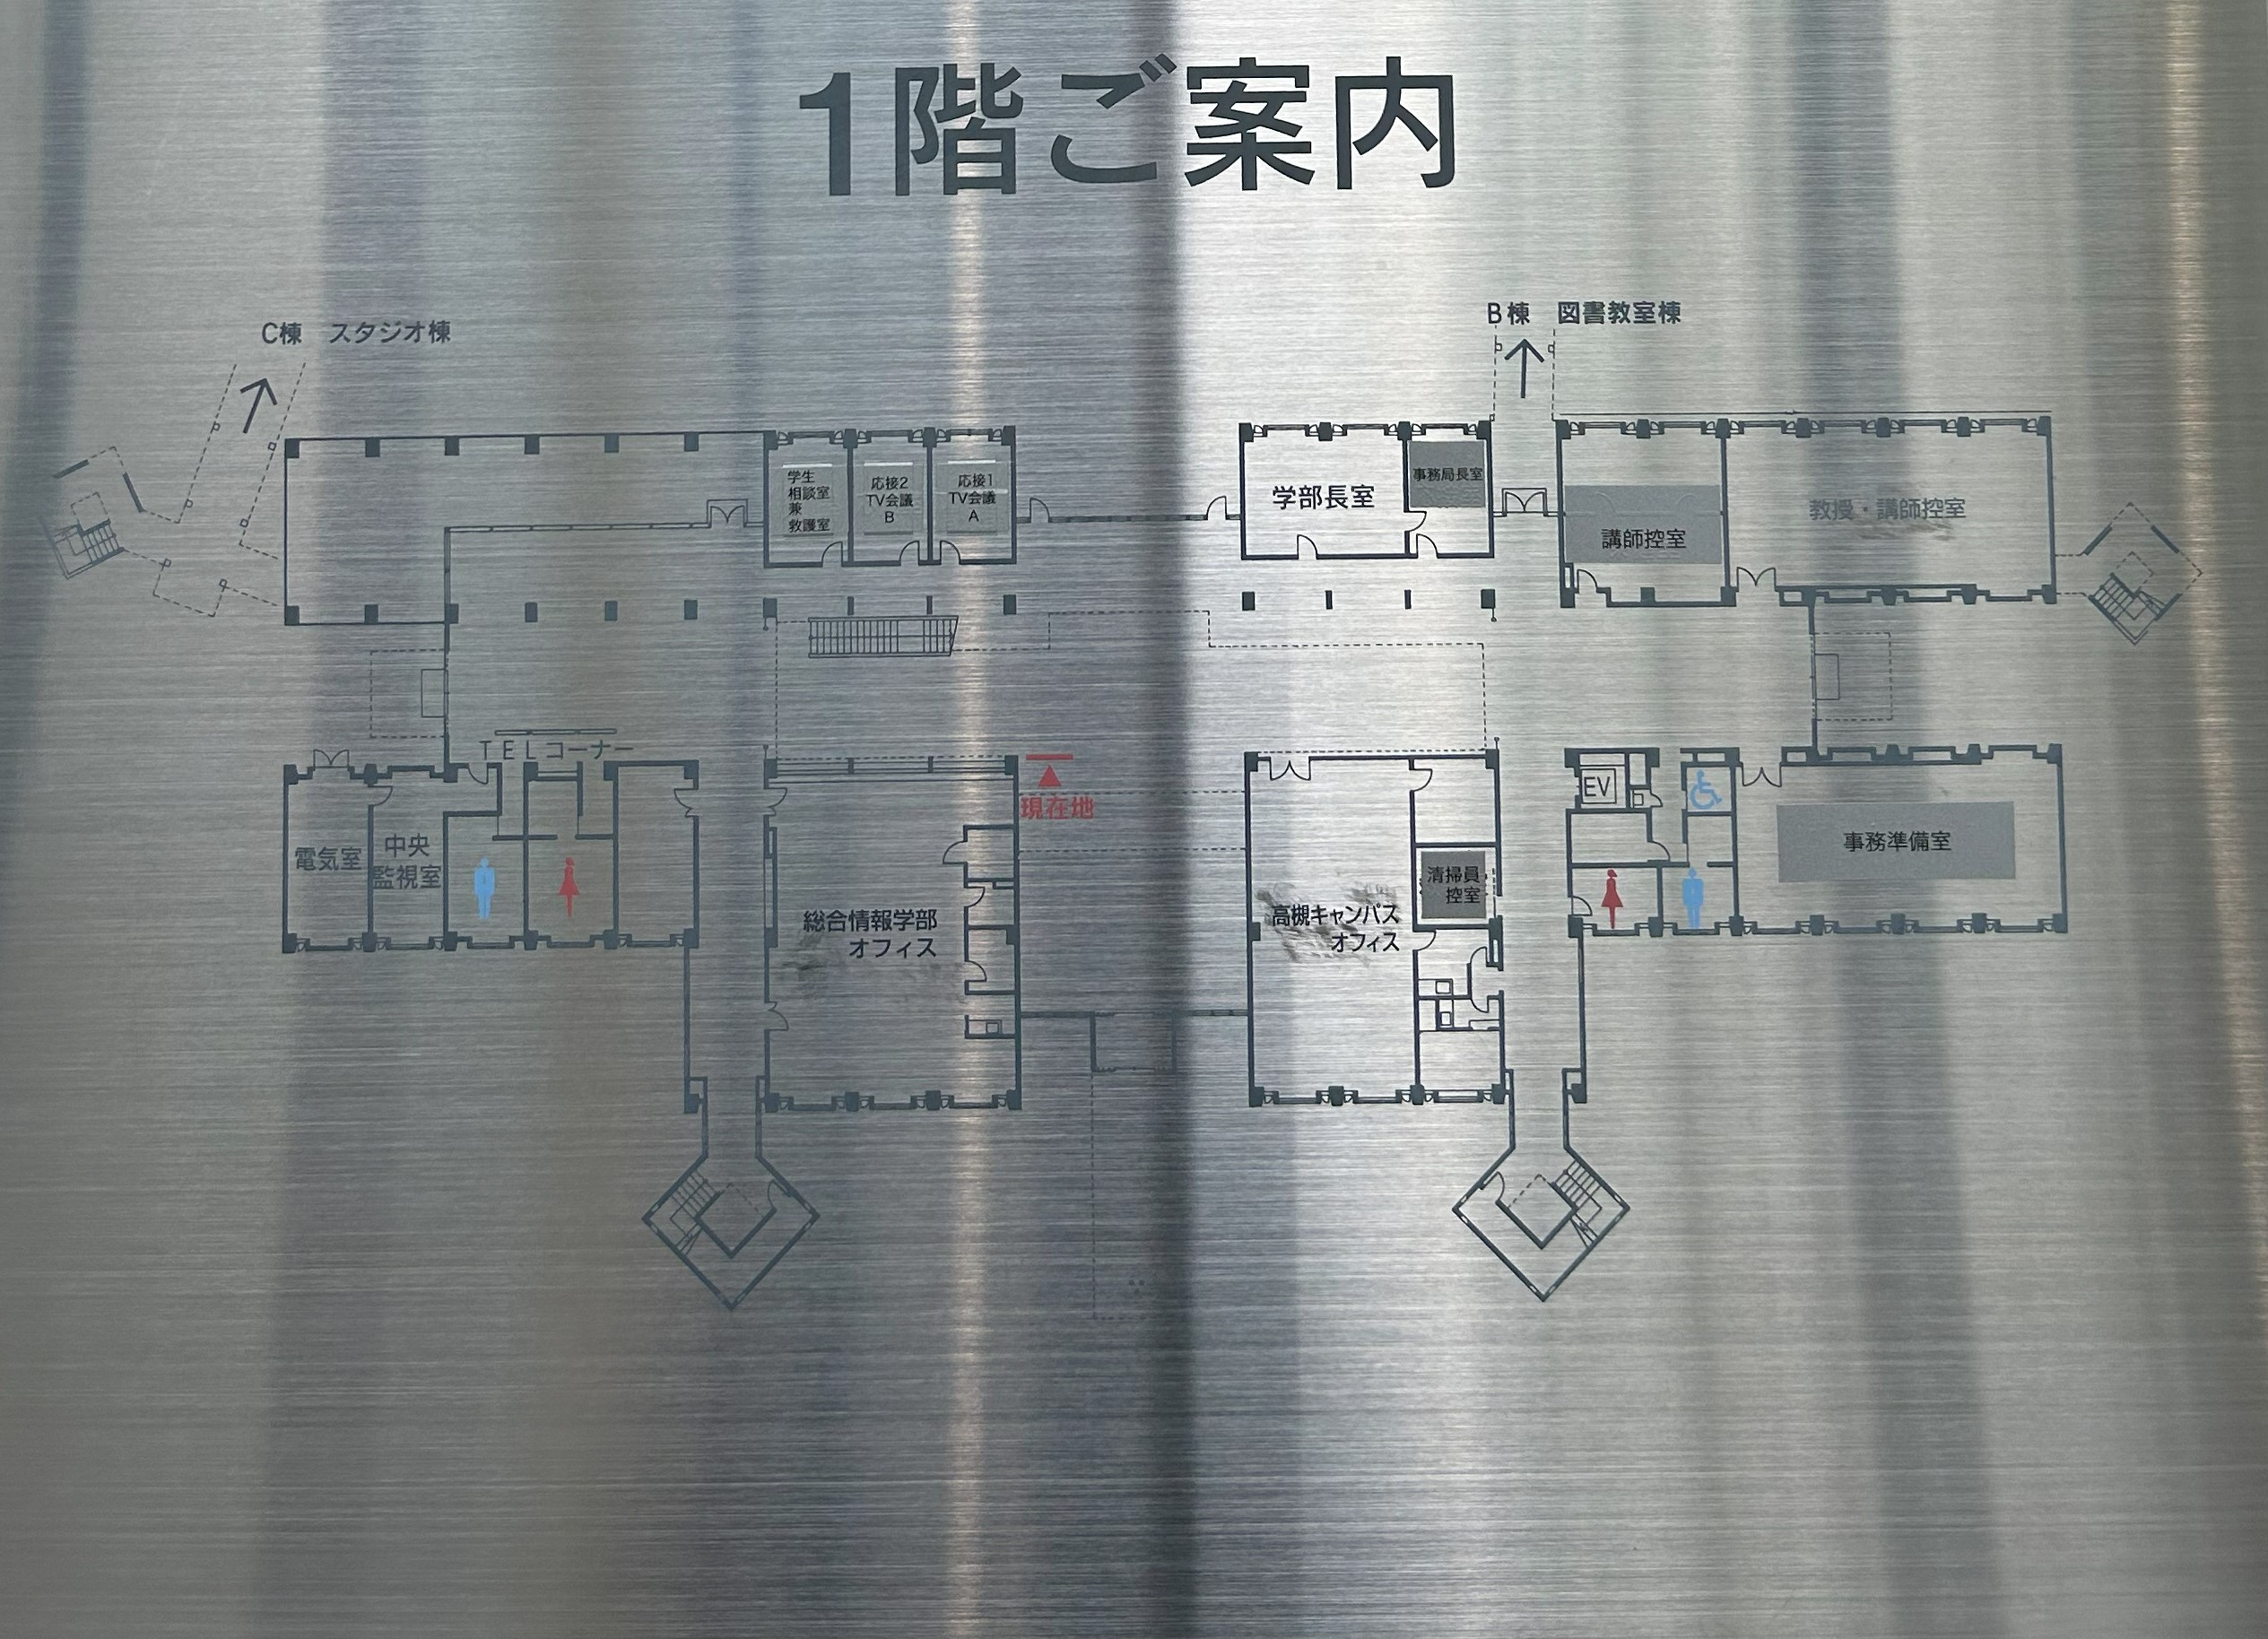 1階ご案内
C棟 スタジオ棟
B棟 図書教室棟
学生
相談室
兼
救護室
応接2
TV会議
B
応接1
TV会議
A
学部長室
事務局長室
講師控室
教授・講師控室
TELコーナー
現在地
電気室
中央
監視室
総合情報学部
オフィス
高槻キャンパス
オフィス
清掃員
控室
EV
事務準備室